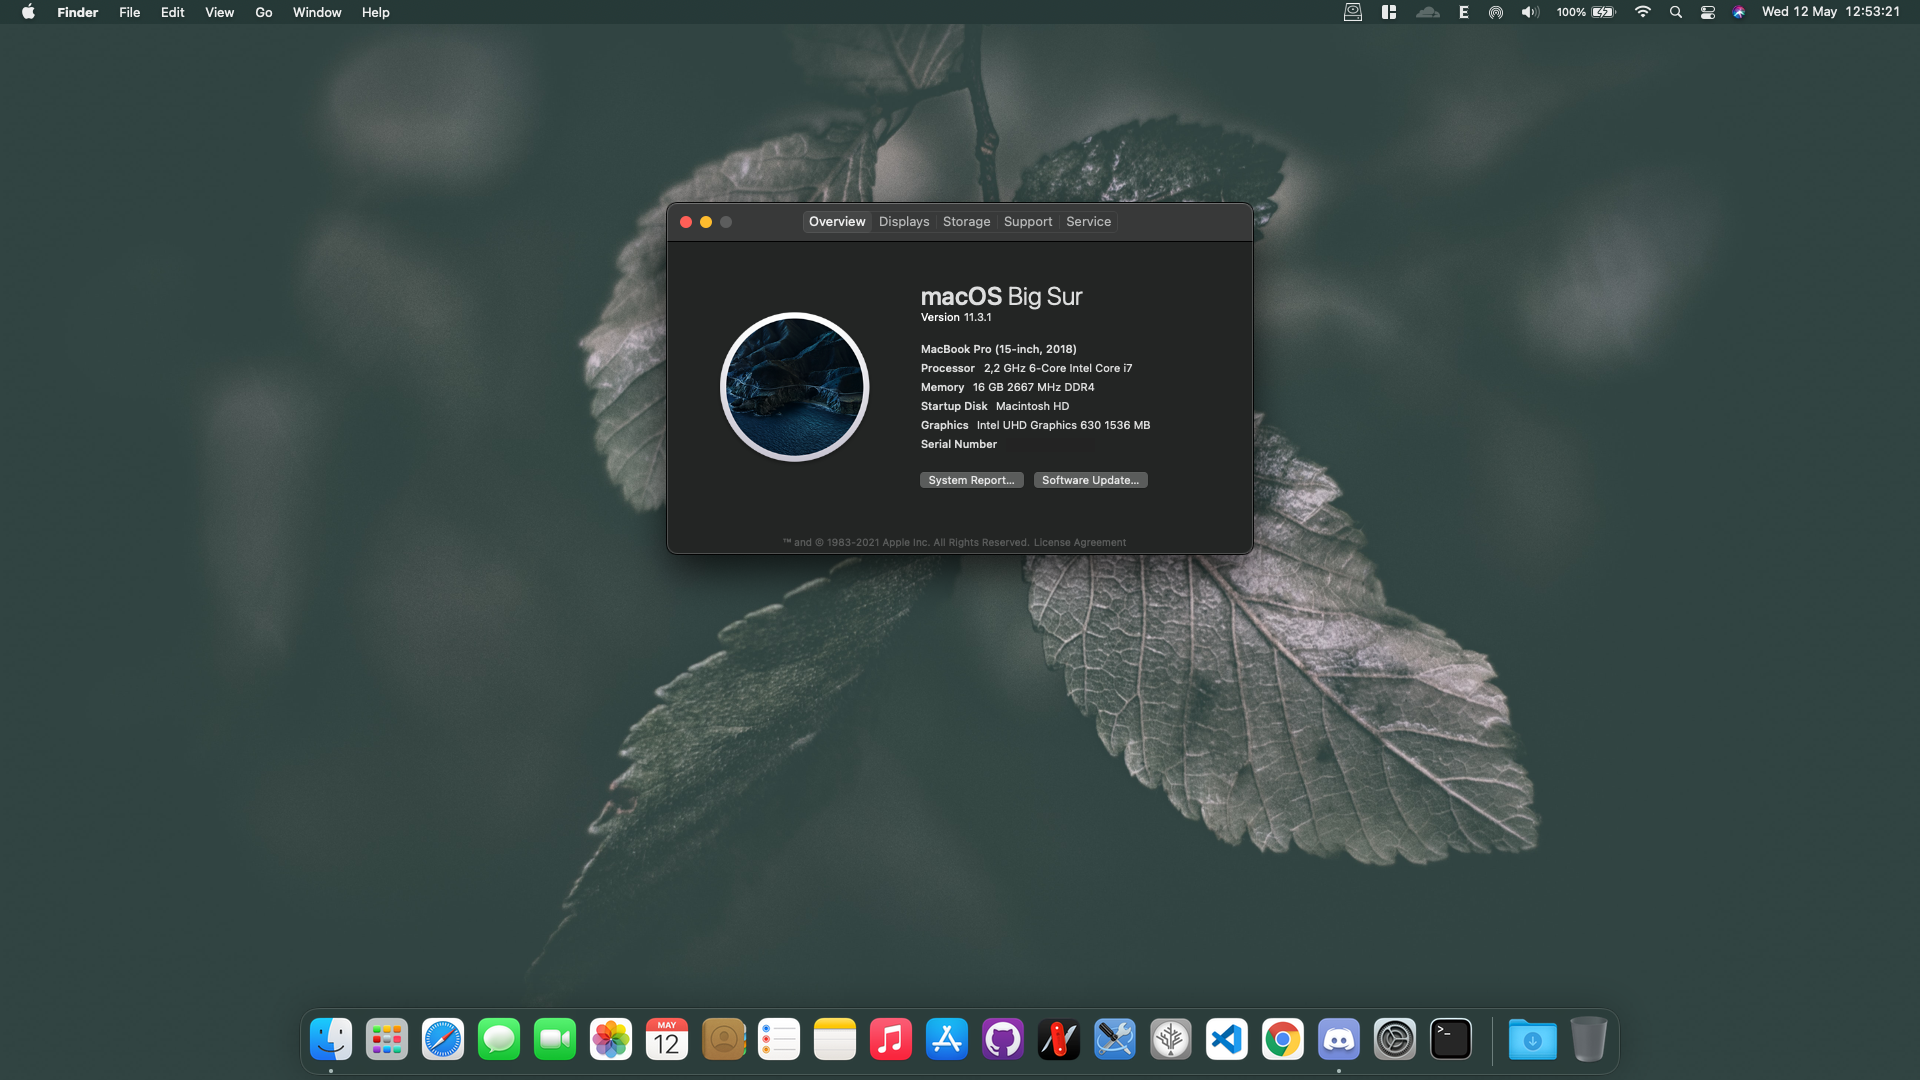 Finder File Edit View Go Window Help
E 100% Wed 12 May 12:53:21
Overview Displays Storage Support Service
macOS Big Sur
Version 11.3.1
MacBook Pro (15-inch, 2018)
Processor 2,2 GHz 6-Core Intel Core i7
Memory 16 GB 2667 MHz DDR4
Startup Disk Macintosh HD
Graphics Intel UHD Graphics 630 1536 MB
Serial Number
System Report... Software Update...
™ and © 1983-2021 Apple Inc. All Rights Reserved. License Agreement
MAY
12
>_